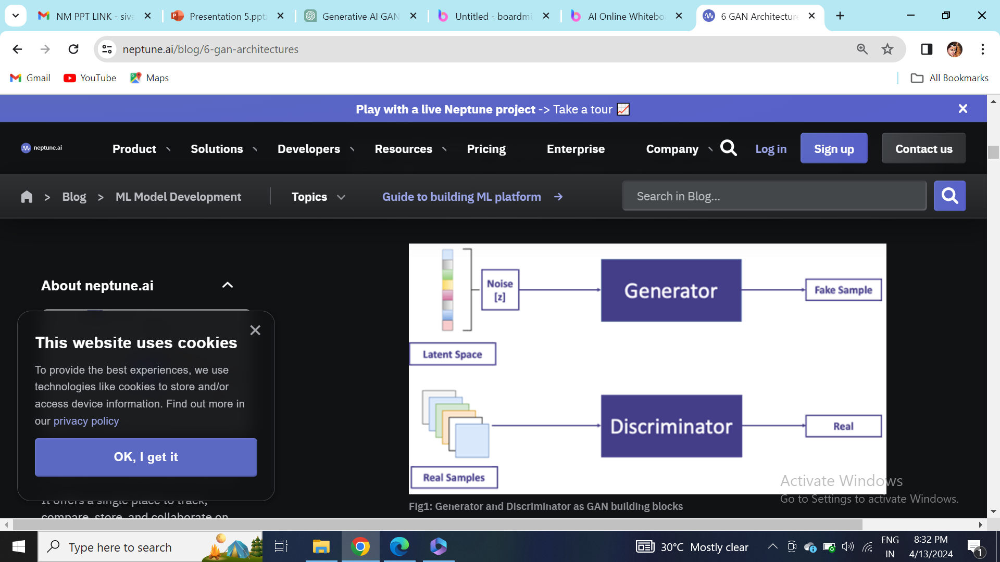 NM PPT LINK - siva
Presentation 5.ppt
Generative AI GAN
Untitled - boardmi
AI Online Whitebo
6 GAN Architecture
neptune.ai/blog/6-gan-architectures
Gmail
YouTube
Maps
All Bookmarks
Play with a live Neptune project -> Take a tour
neptune.ai
Product
Solutions
Developers
Resources
Pricing
Enterprise
Company
Log in
Sign up
Contact us
> Blog > ML Model Development
Topics
Guide to building ML platform →
Search in Blog...
About neptune.ai
This website uses cookies
To provide the best experiences, we use
technologies like cookies to store and/or
access device information. Find out more in
our privacy policy
OK, I get it
It offers a single place to track,
compare, store, and collaborate on
Noise
[z]
Generator
Fake Sample
Latent Space
Discriminator
Real
Real Samples
Fig1: Generator and Discriminator as GAN building blocks
Activate Windows
Go to Settings to activate Windows.
Type here to search
30°C Mostly clear
ENG
IN
8:32 PM
4/13/2024
1